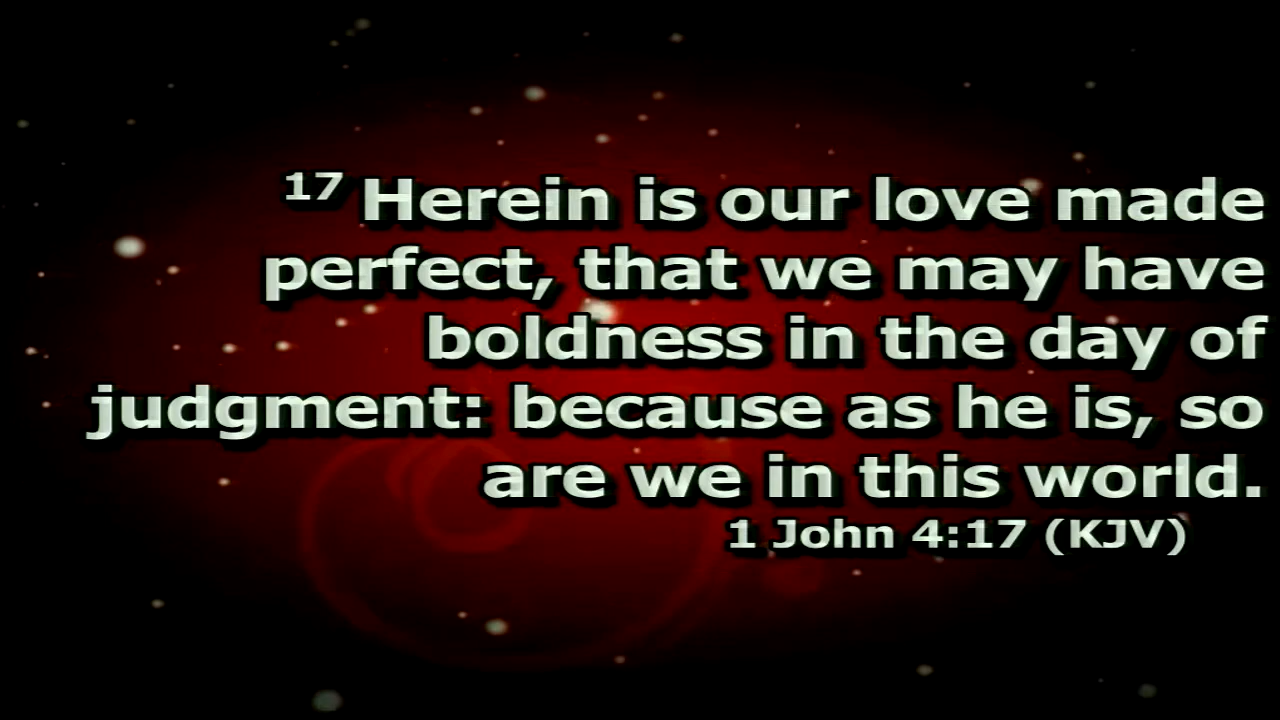 17 Herein is our love made
perfect, that we may have
boldness in the day of
judgment: because as he is, so
are we in this world.
1 John 4:17 (KJV)